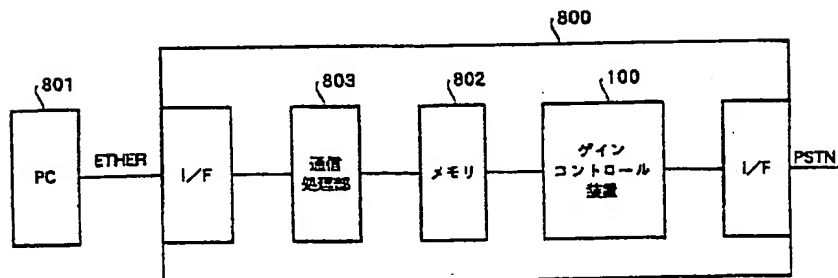 800
801
803
802
100
PC
ETHER
I/F
通信
処理部
メモリ
ゲイン
コントロール
装置
I/F
PSTN